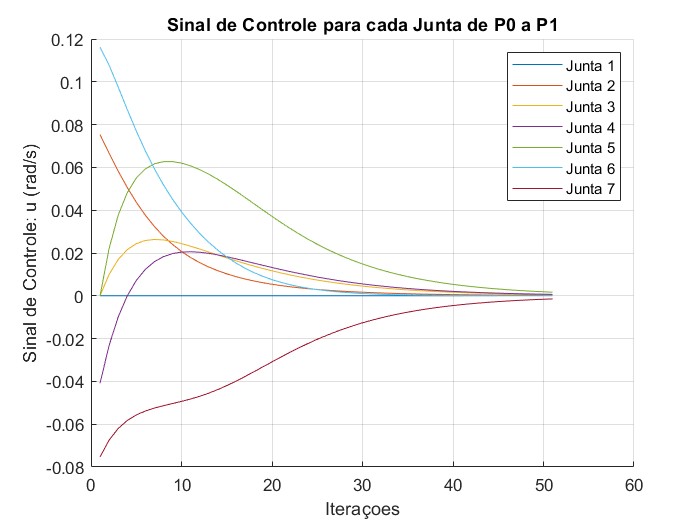 Sinal de Controle para cada Junta de P0 a P1
Sinal de Controle: u (rad/s)
0.12
0.1
0.08
0.06
0.04
0.02
0
-0.02
-0.04
-0.06
-0.08
0
10
20
30
40
50
60
Iteraçoes
Junta 1
Junta 2
Junta 3
Junta 4
Junta 5
Junta 6
Junta 7